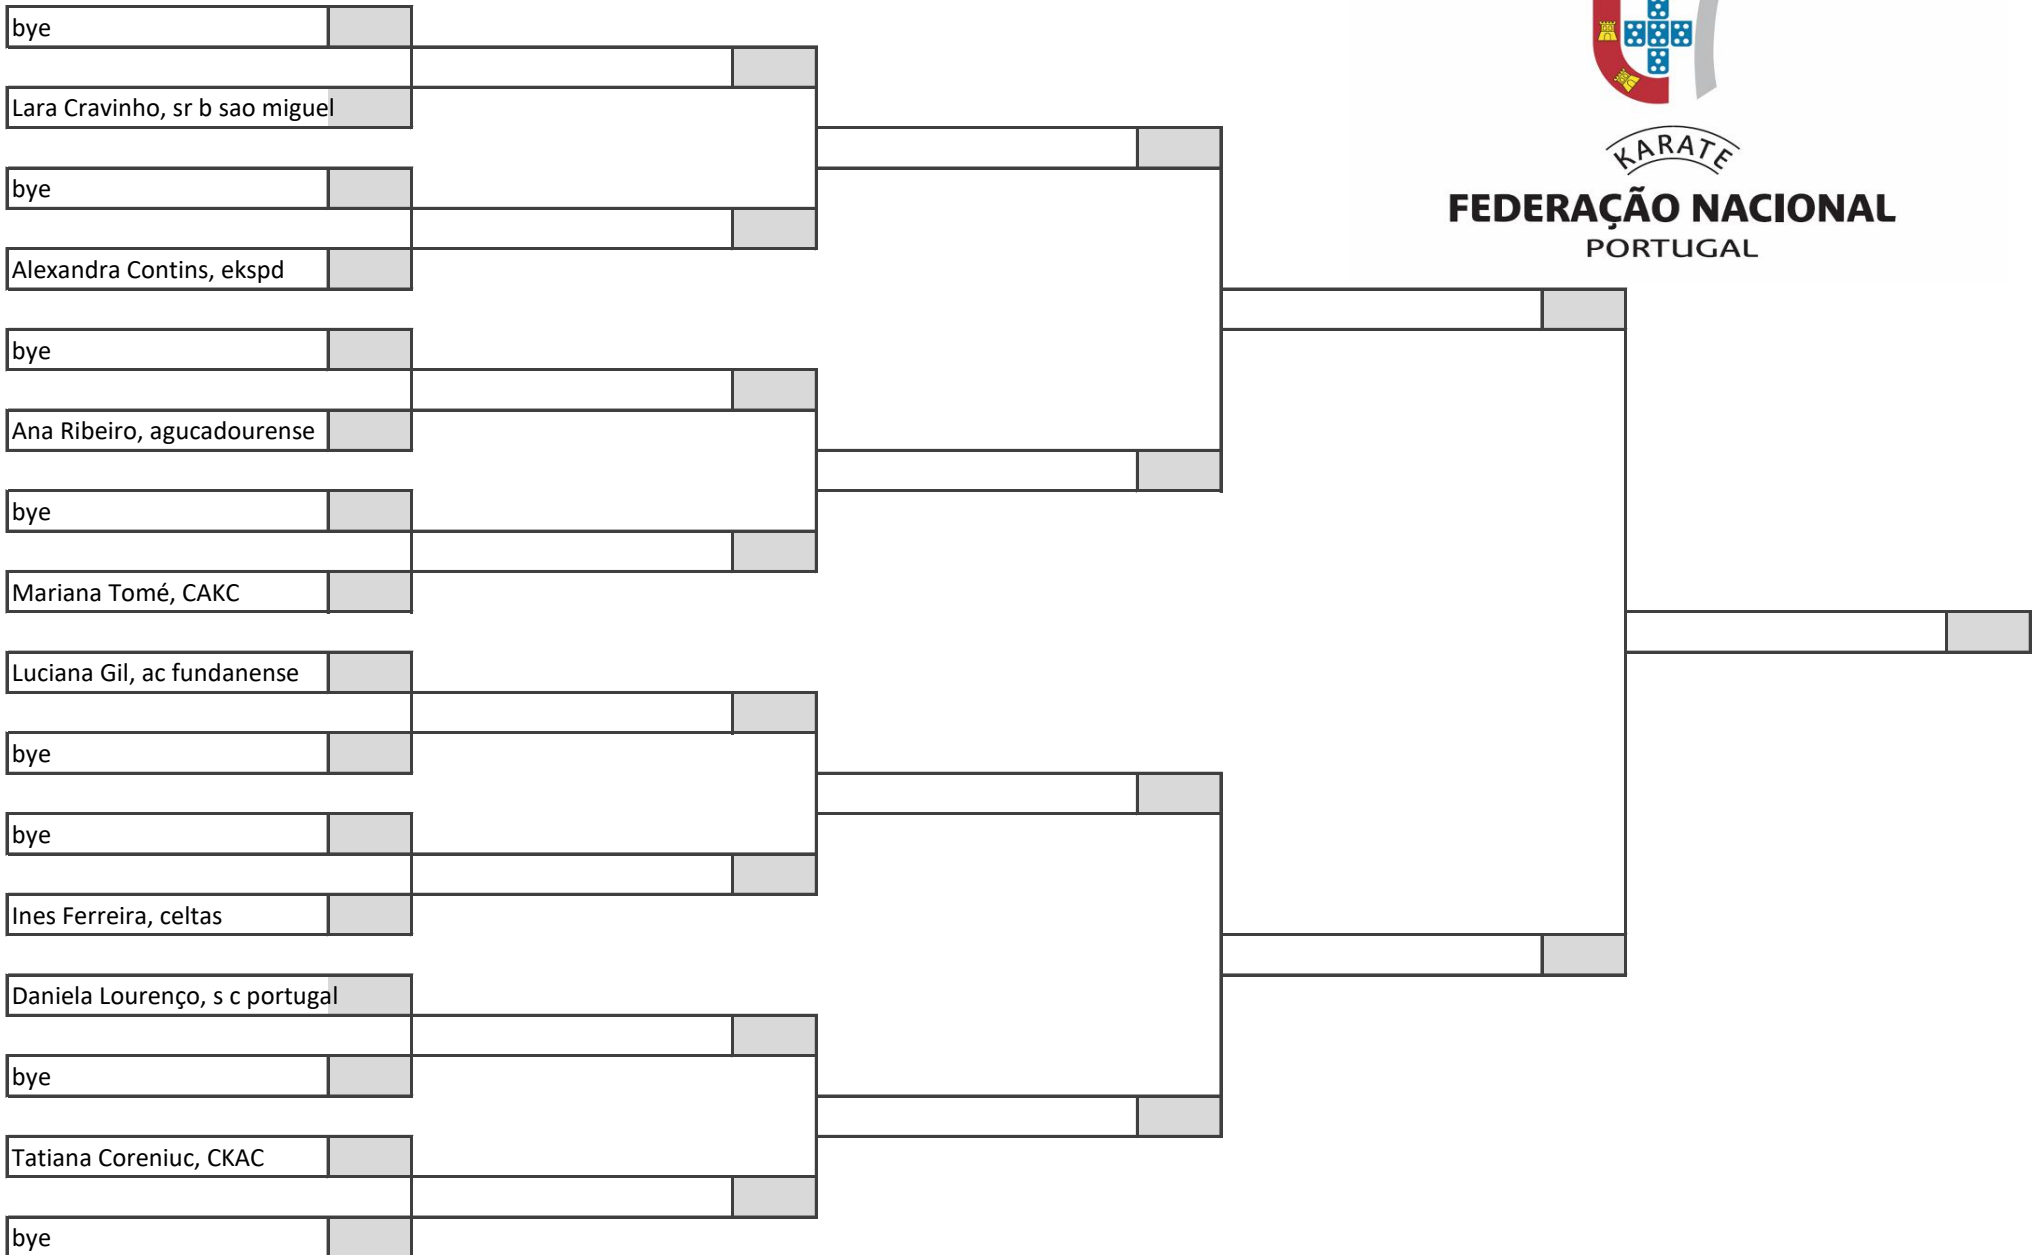 bye
Lara Cravinho, sr b sao miguel
bye
Alexandra Contins, ekspd
bye
Ana Ribeiro, agucadourense
bye
Mariana Tomé, CAKC
Luciana Gil, ac fundanense
bye
bye
Ines Ferreira, celtas
Daniela Lourenço, s c portugal
bye
Tatiana Coreniuc, CKAC
bye
KARATE
FEDERAÇÃO NACIONAL
PORTUGAL